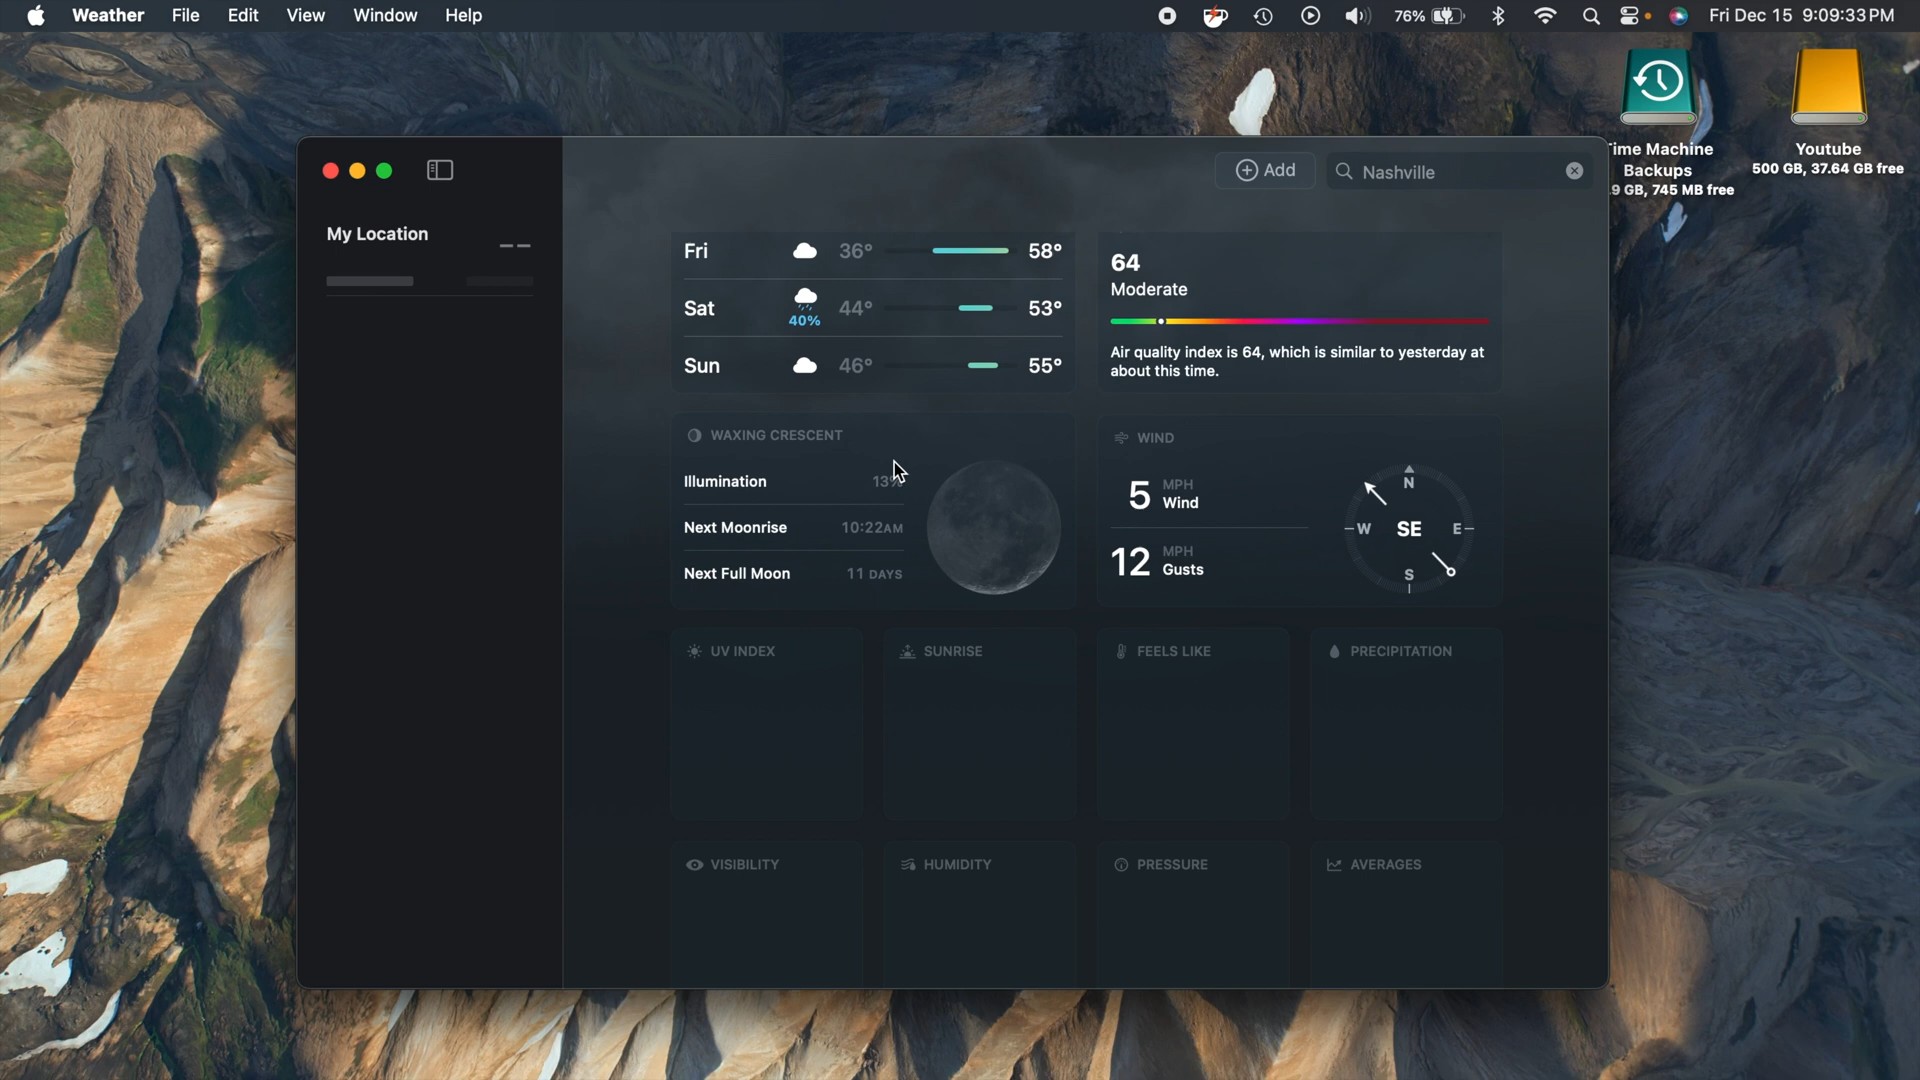 Weather File Edit View Window Help 76% Fri Dec 15 9:09:33 PM
Time Machine
Backups
.9 GB, 745 MB free
Youtube
500 GB, 37.64 GB free
My Location
– –
Add
Nashville
Fri 36° 58°
Sat 40% 44° 53°
Sun 46° 55°
64
Moderate
Air quality index is 64, which is similar to yesterday at
about this time.
WAXING CRESCENT
Illumination 13%
Next Moonrise 10:22AM
Next Full Moon 11 DAYS
WIND
5 MPH
Wind
12 MPH
Gusts
N
W SE E
S
UV INDEX
SUNRISE
FEELS LIKE
PRECIPITATION
VISIBILITY
HUMIDITY
PRESSURE
AVERAGES